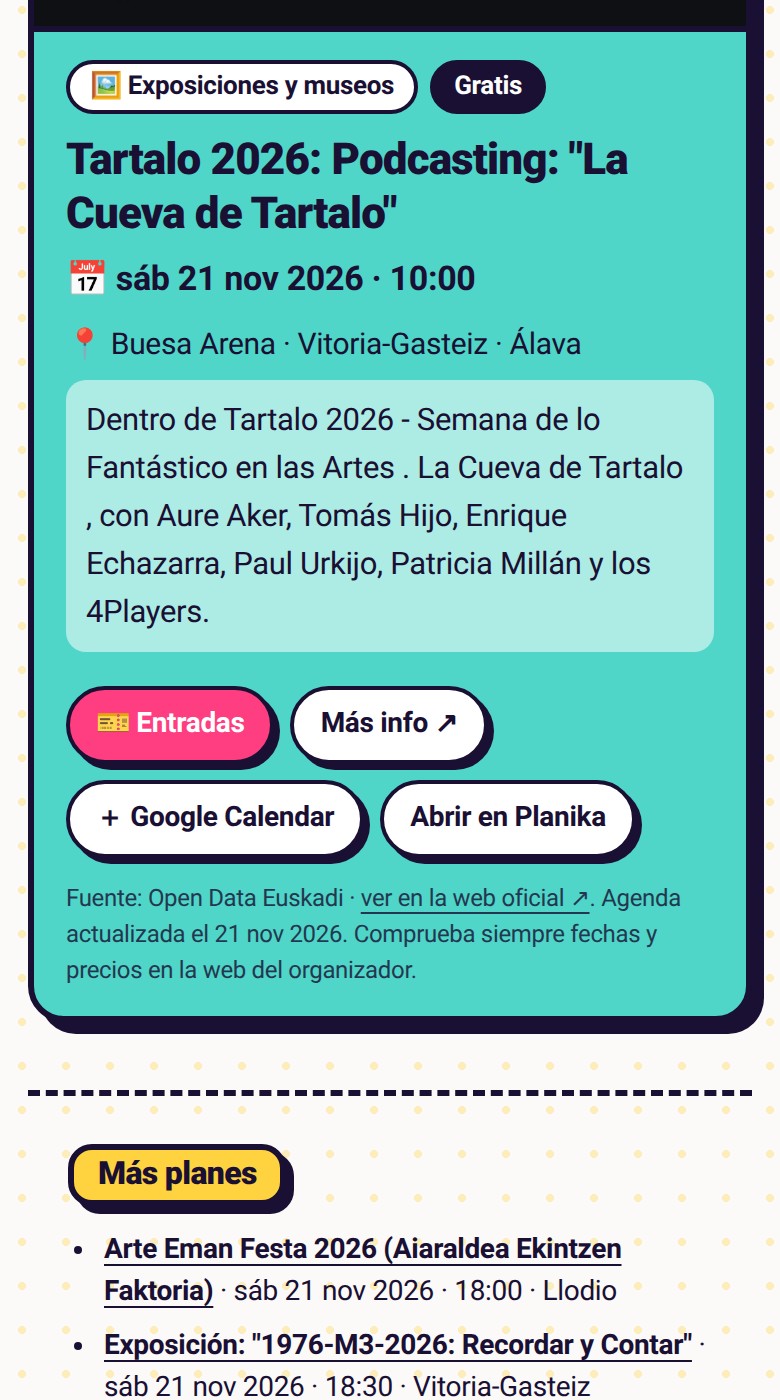 🖼️ Exposiciones y museos Gratis
Tartalo 2026: Podcasting: "La
Cueva de Tartalo"
📅 sáb 21 nov 2026 · 10:00
📍 Buesa Arena · Vitoria-Gasteiz · Álava
Dentro de Tartalo 2026 - Semana de lo
Fantástico en las Artes . La Cueva de Tartalo
, con Aure Aker, Tomás Hijo, Enrique
Echazarra, Paul Urkijo, Patricia Millán y los
4Players.
🎫 Entradas Más info ↗
+ Google Calendar Abrir en Planika
Fuente: Open Data Euskadi · ver en la web oficial ↗. Agenda
actualizada el 21 nov 2026. Comprueba siempre fechas y
precios en la web del organizador.
Más planes
• Arte Eman Festa 2026 (Aiaraldea Ekintzen
Faktoria) · sáb 21 nov 2026 · 18:00 · Llodio
• Exposición: "1976-M3-2026: Recordar y Contar" ·
sáb 21 nov 2026 · 18:30 · Vitoria-Gasteiz